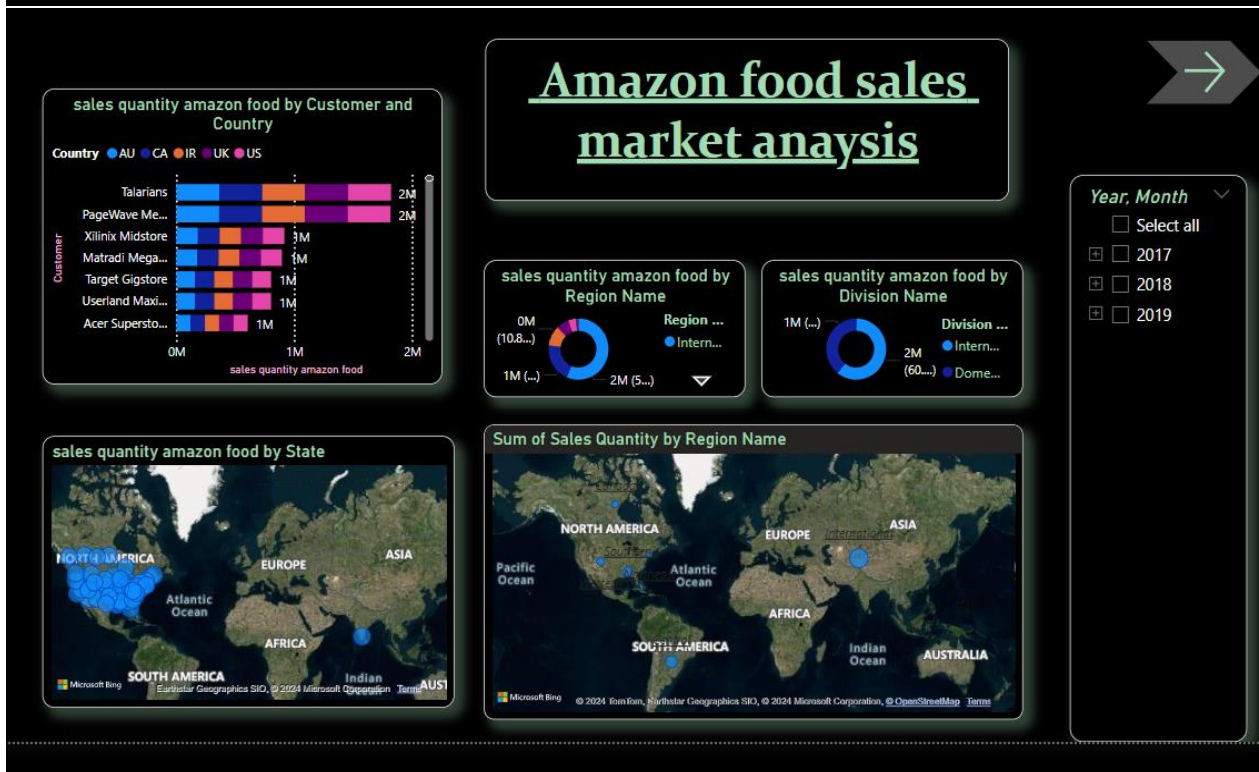 Amazon food sales
market anaysis
sales quantity amazon food by Customer and
Country
Country AU CA IR UK US
Talarians 2M
PageWave Me... 2M
Xilinix Midstore 1M
Matradi Mega... 1M
Target Gigstore 1M
Userland Maxi... 1M
Acer Supersto... 1M
Customer
0M 1M 2M
sales quantity amazon food
sales quantity amazon food by
Region Name
0M
(10.8...)
1M (...)
2M (5...)
Region ...
Intern...
sales quantity amazon food by
Division Name
1M (...)
2M
(60....)
Division ...
Intern...
Dome...
Year, Month
Select all
2017
2018
2019
sales quantity amazon food by State
NORTH AMERICA
EUROPE
ASIA
Atlantic
Ocean
AFRICA
SOUTH AMERICA
Indian
AUST
Microsoft Bing
Earthstar Geographics SIO, © 2024 Microsoft Corporation Terms
Sum of Sales Quantity by Region Name
NORTH AMERICA
EUROPE
International
ASIA
Pacific
Ocean
Southern
Atlantic
Ocean
AFRICA
SOUTH AMERICA
Indian
Ocean
AUSTRALIA
Microsoft Bing
© 2024 TomTom, Earthstar Geographics SIO, © 2024 Microsoft Corporation, © OpenStreetMap Terms